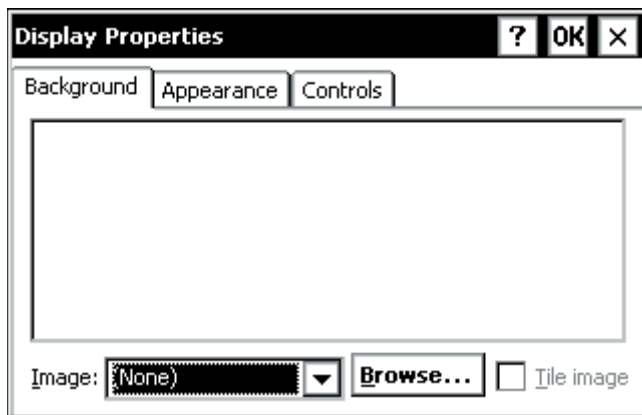 Display Properties ? OK ×
Background Appearance Controls
Image: (None) Browse... Tile image